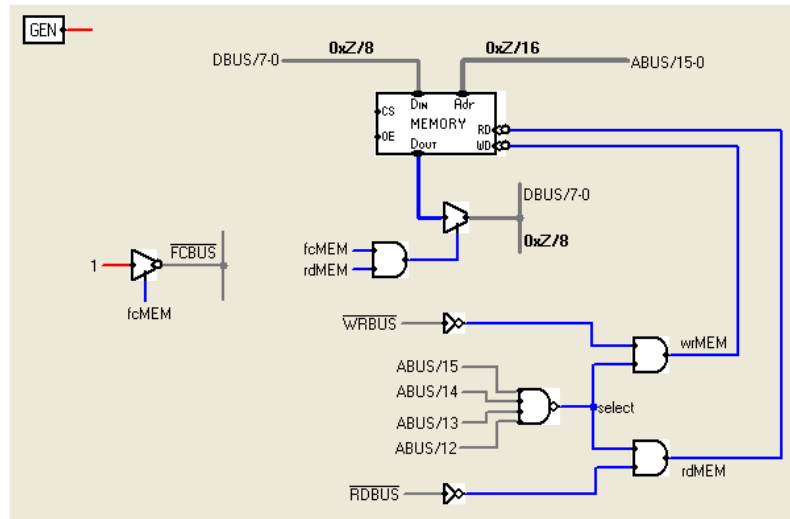 GEN
DBUS/7-0
0xZ/8
0xZ/16
ABUS/15-0
CS
DIN
Adr
OE
MEMORY
RD
DOUT
WD
DBUS/7-0
0xZ/8
FCBUS
1
fcMEM
fcMEM
rdMEM
WRBUS
wrMEM
ABUS/15
ABUS/14
ABUS/13
ABUS/12
select
RDBUS
rdMEM